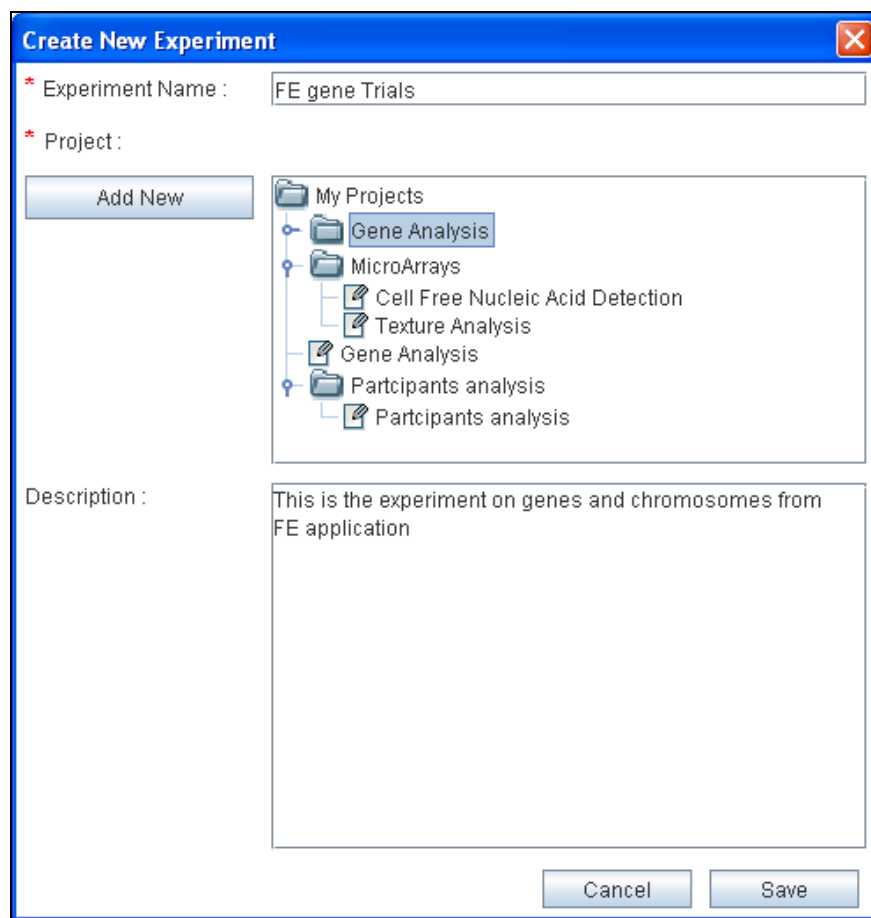 Create New Experiment
* Experiment Name :
FE gene Trials
* Project :
Add New
My Projects
Gene Analysis
MicroArrays
Cell Free Nucleic Acid Detection
Texture Analysis
Gene Analysis
Partcipants analysis
Partcipants analysis
Description :
This is the experiment on genes and chromosomes from
FE application
Cancel
Save